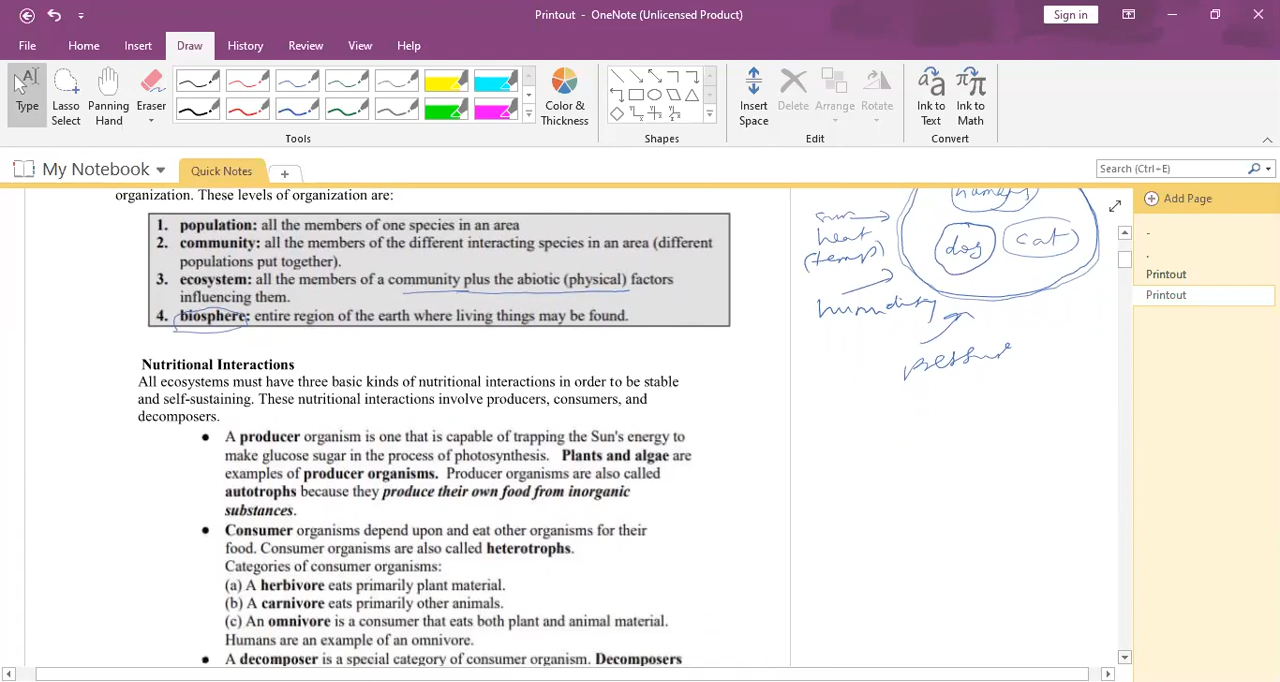 Printout - OneNote (Unlicensed Product)
Sign in
File Home Insert Draw History Review View Help
Type
Lasso Select
Panning Hand
Eraser
Color & Thickness
Insert Space
Delete
Arrange
Rotate
Ink to Text
Ink to Math
Tools
Shapes
Edit
Convert
My Notebook
Quick Notes
Search (Ctrl+E)
Add Page
-
.
Printout
Printout
organization. These levels of organization are:
1. population: all the members of one species in an area
2. community: all the members of the different interacting species in an area (different
populations put together).
3. ecosystem: all the members of a community plus the abiotic (physical) factors
influencing them.
4. biosphere: entire region of the earth where living things may be found.
Nutritional Interactions
All ecosystems must have three basic kinds of nutritional interactions in order to be stable
and self-sustaining. These nutritional interactions involve producers, consumers, and
decomposers.
• A producer organism is one that is capable of trapping the Sun's energy to
make glucose sugar in the process of photosynthesis. Plants and algae are
examples of producer organisms. Producer organisms are also called
autotrophs because they produce their own food from inorganic
substances.
• Consumer organisms depend upon and eat other organisms for their
food. Consumer organisms are also called heterotrophs.
Categories of consumer organisms:
(a) A herbivore eats primarily plant material.
(b) A carnivore eats primarily other animals.
(c) An omnivore is a consumer that eats both plant and animal material.
Humans are an example of an omnivore.
• A decomposer is a special category of consumer organism. Decomposers
sun
heat
(temp)
dog
cat
humidity
pressure